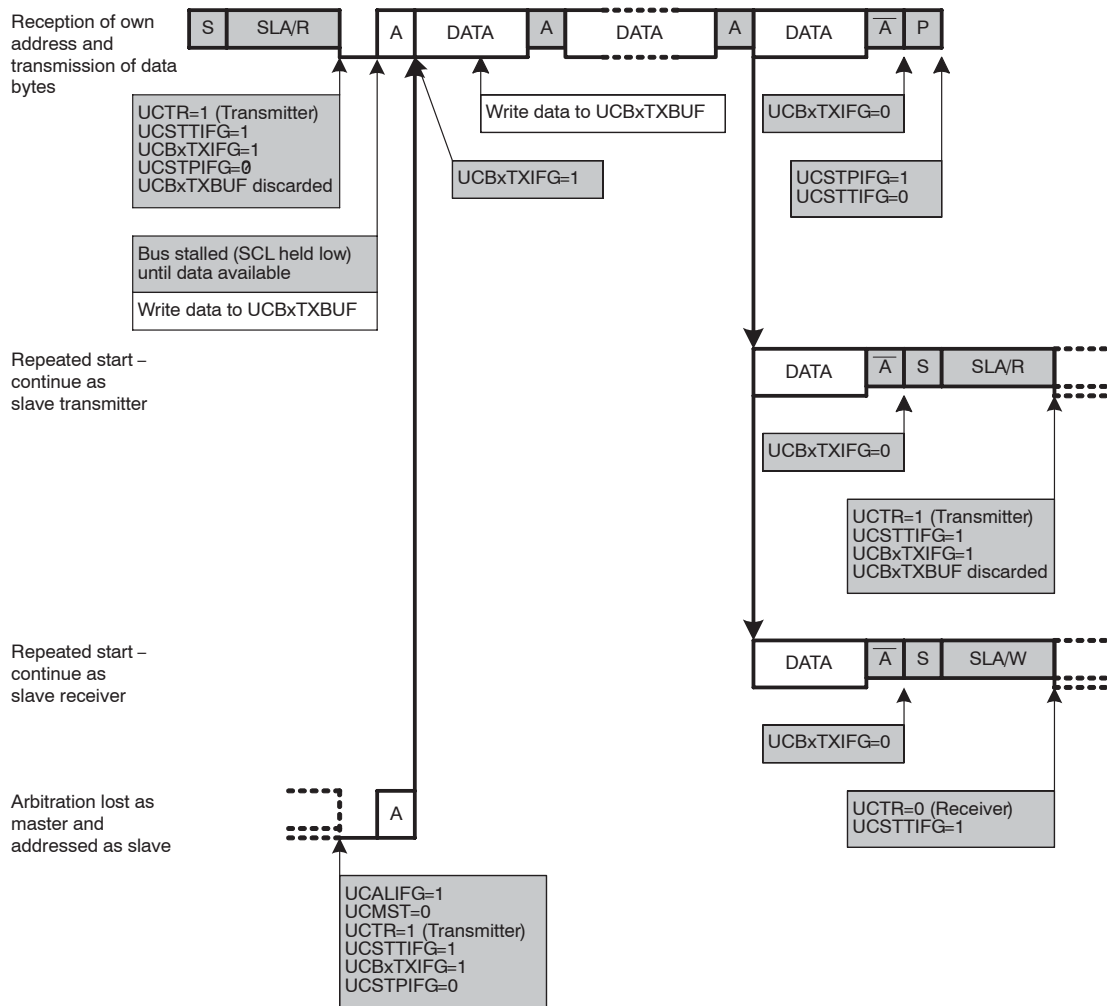 Reception of own
address and
transmission of data
bytes
S SLA/R A DATA A DATA A DATA A P
UCTR=1 (Transmitter)
UCSTTIFG=1
UCBxTXIFG=1
UCSTPIFG=0
UCBxTXBUF discarded
Write data to UCBxTXBUF
UCBxTXIFG=1
UCBxTXIFG=0
UCSTPIFG=1
UCSTTIFG=0
Bus stalled (SCL held low)
until data available
Write data to UCBxTXBUF
Repeated start –
continue as
slave transmitter
DATA A S SLA/R
UCBxTXIFG=0
UCTR=1 (Transmitter)
UCSTTIFG=1
UCBxTXIFG=1
UCBxTXBUF discarded
Repeated start –
continue as
slave receiver
DATA A S SLA/W
UCBxTXIFG=0
UCTR=0 (Receiver)
UCSTTIFG=1
Arbitration lost as
master and
addressed as slave
A
UCALIFG=1
UCMST=0
UCTR=1 (Transmitter)
UCSTTIFG=1
UCBxTXIFG=1
UCSTPIFG=0